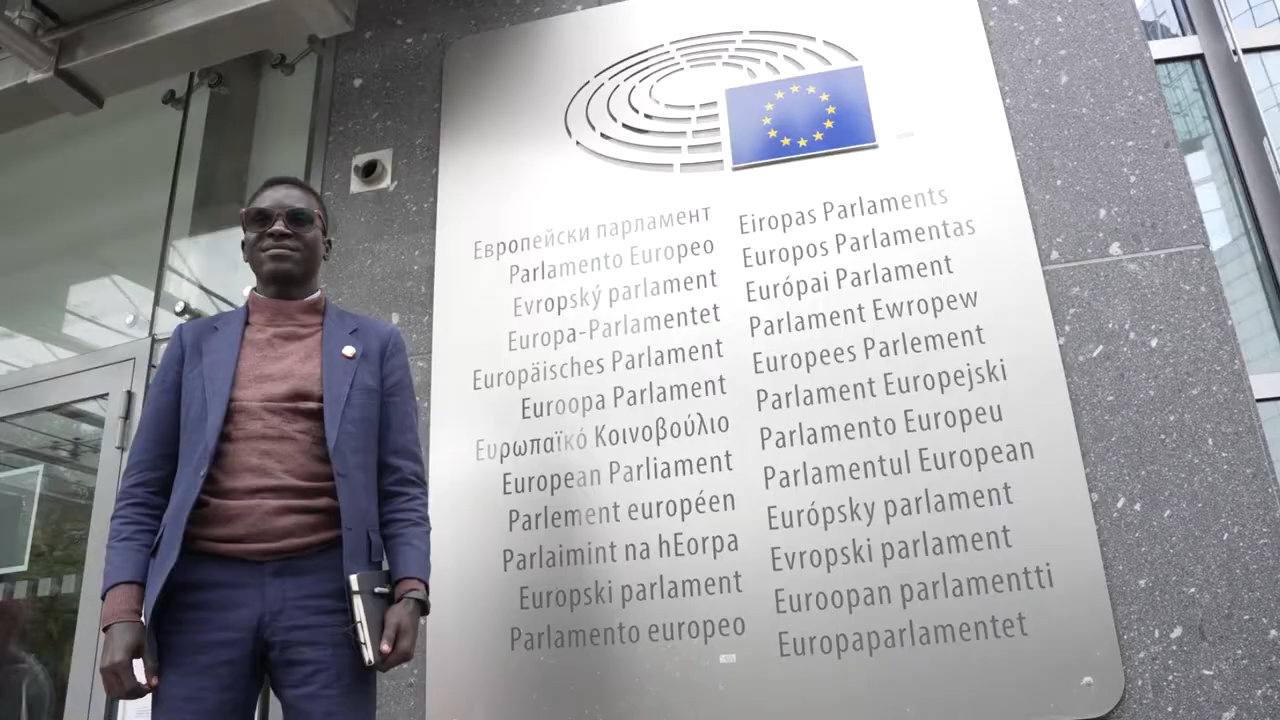 Европейски парламент
Parlamento Europeo
Evropský parlament
Europa-Parlamentet
Europäisches Parlament
Euroopa Parlament
Ευρωπαϊκό Κοινοβούλιο
European Parliament
Parlement européen
Parlaimint na hEorpa
Europski parlament
Parlamento europeo
Eiropas Parlaments
Europos Parlamentas
Európai Parlament
Parlament Ewropew
Europees Parlement
Parlament Europejski
Parlamento Europeu
Parlamentul European
Európsky parlament
Evropski parlament
Euroopan parlamentti
Europaparlamentet